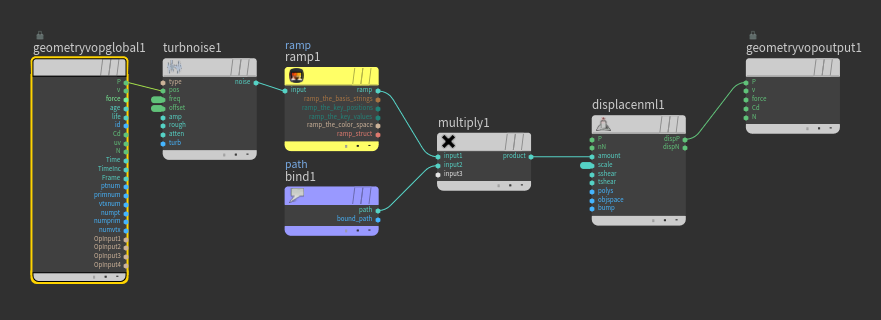 geometryvopglobal1
P
v
force
age
life
id
Cd
uv
N
Time
TimeInc
Frame
ptnum
primnum
vtxnum
numpt
numprim
numvtx
OpInput1
OpInput2
OpInput3
OpInput4
turbnoise1
type
pos
freq
offset
amp
rough
atten
turb
noise
ramp
ramp1
input
ramp
ramp_the_basis_strings
ramp_the_key_positions
ramp_the_key_values
ramp_the_color_space
ramp_struct
path
bind1
path
bound_path
multiply1
input1
input2
input3
product
displacenml1
P
nN
amount
scale
sshear
tshear
polys
objspace
bump
dispP
dispN
geometryvopoutput1
P
v
force
Cd
N